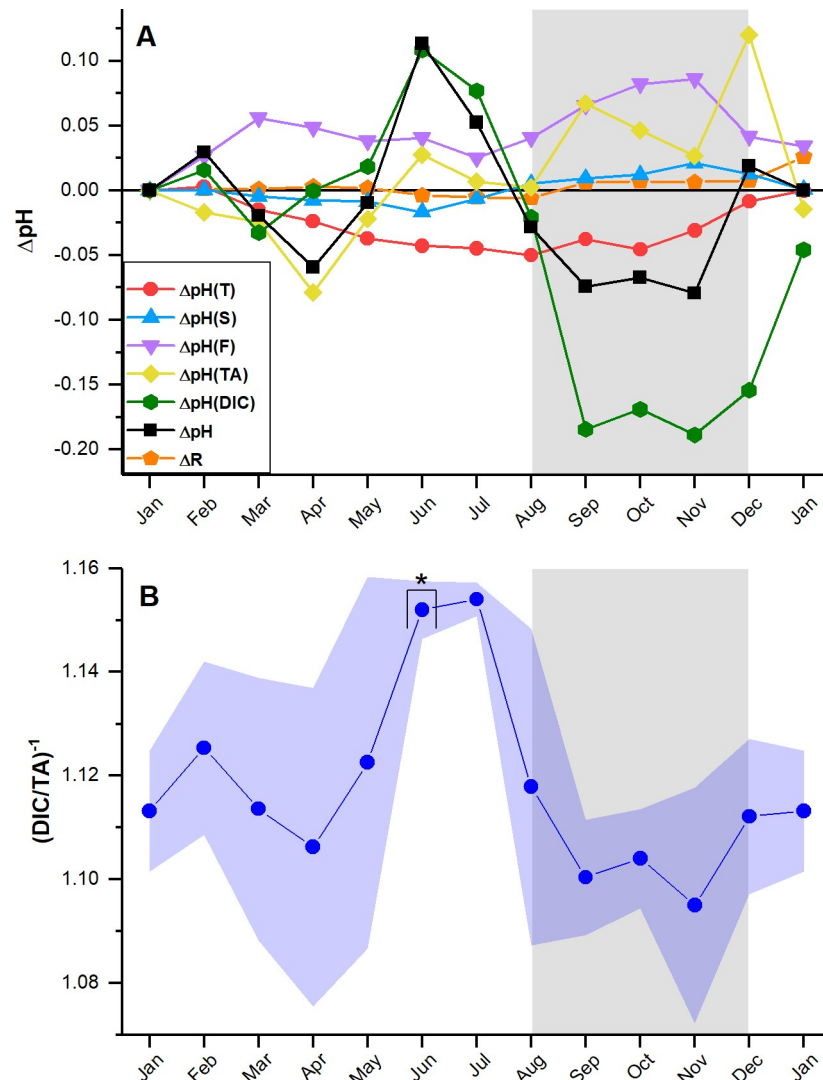 A
0.10
0.05
0.00
-0.05
-0.10
-0.15
-0.20
ΔpH
ΔpH(T)
ΔpH(S)
ΔpH(F)
ΔpH(TA)
ΔpH(DIC)
ΔpH
ΔR
Jan Feb Mar Apr May Jun Jul Aug Sep Oct Nov Dec Jan
B
*
1.16
1.14
1.12
1.10
1.08
(DIC/TA)⁻¹
Jan Feb Mar Apr May Jun Jul Aug Sep Oct Nov Dec Jan